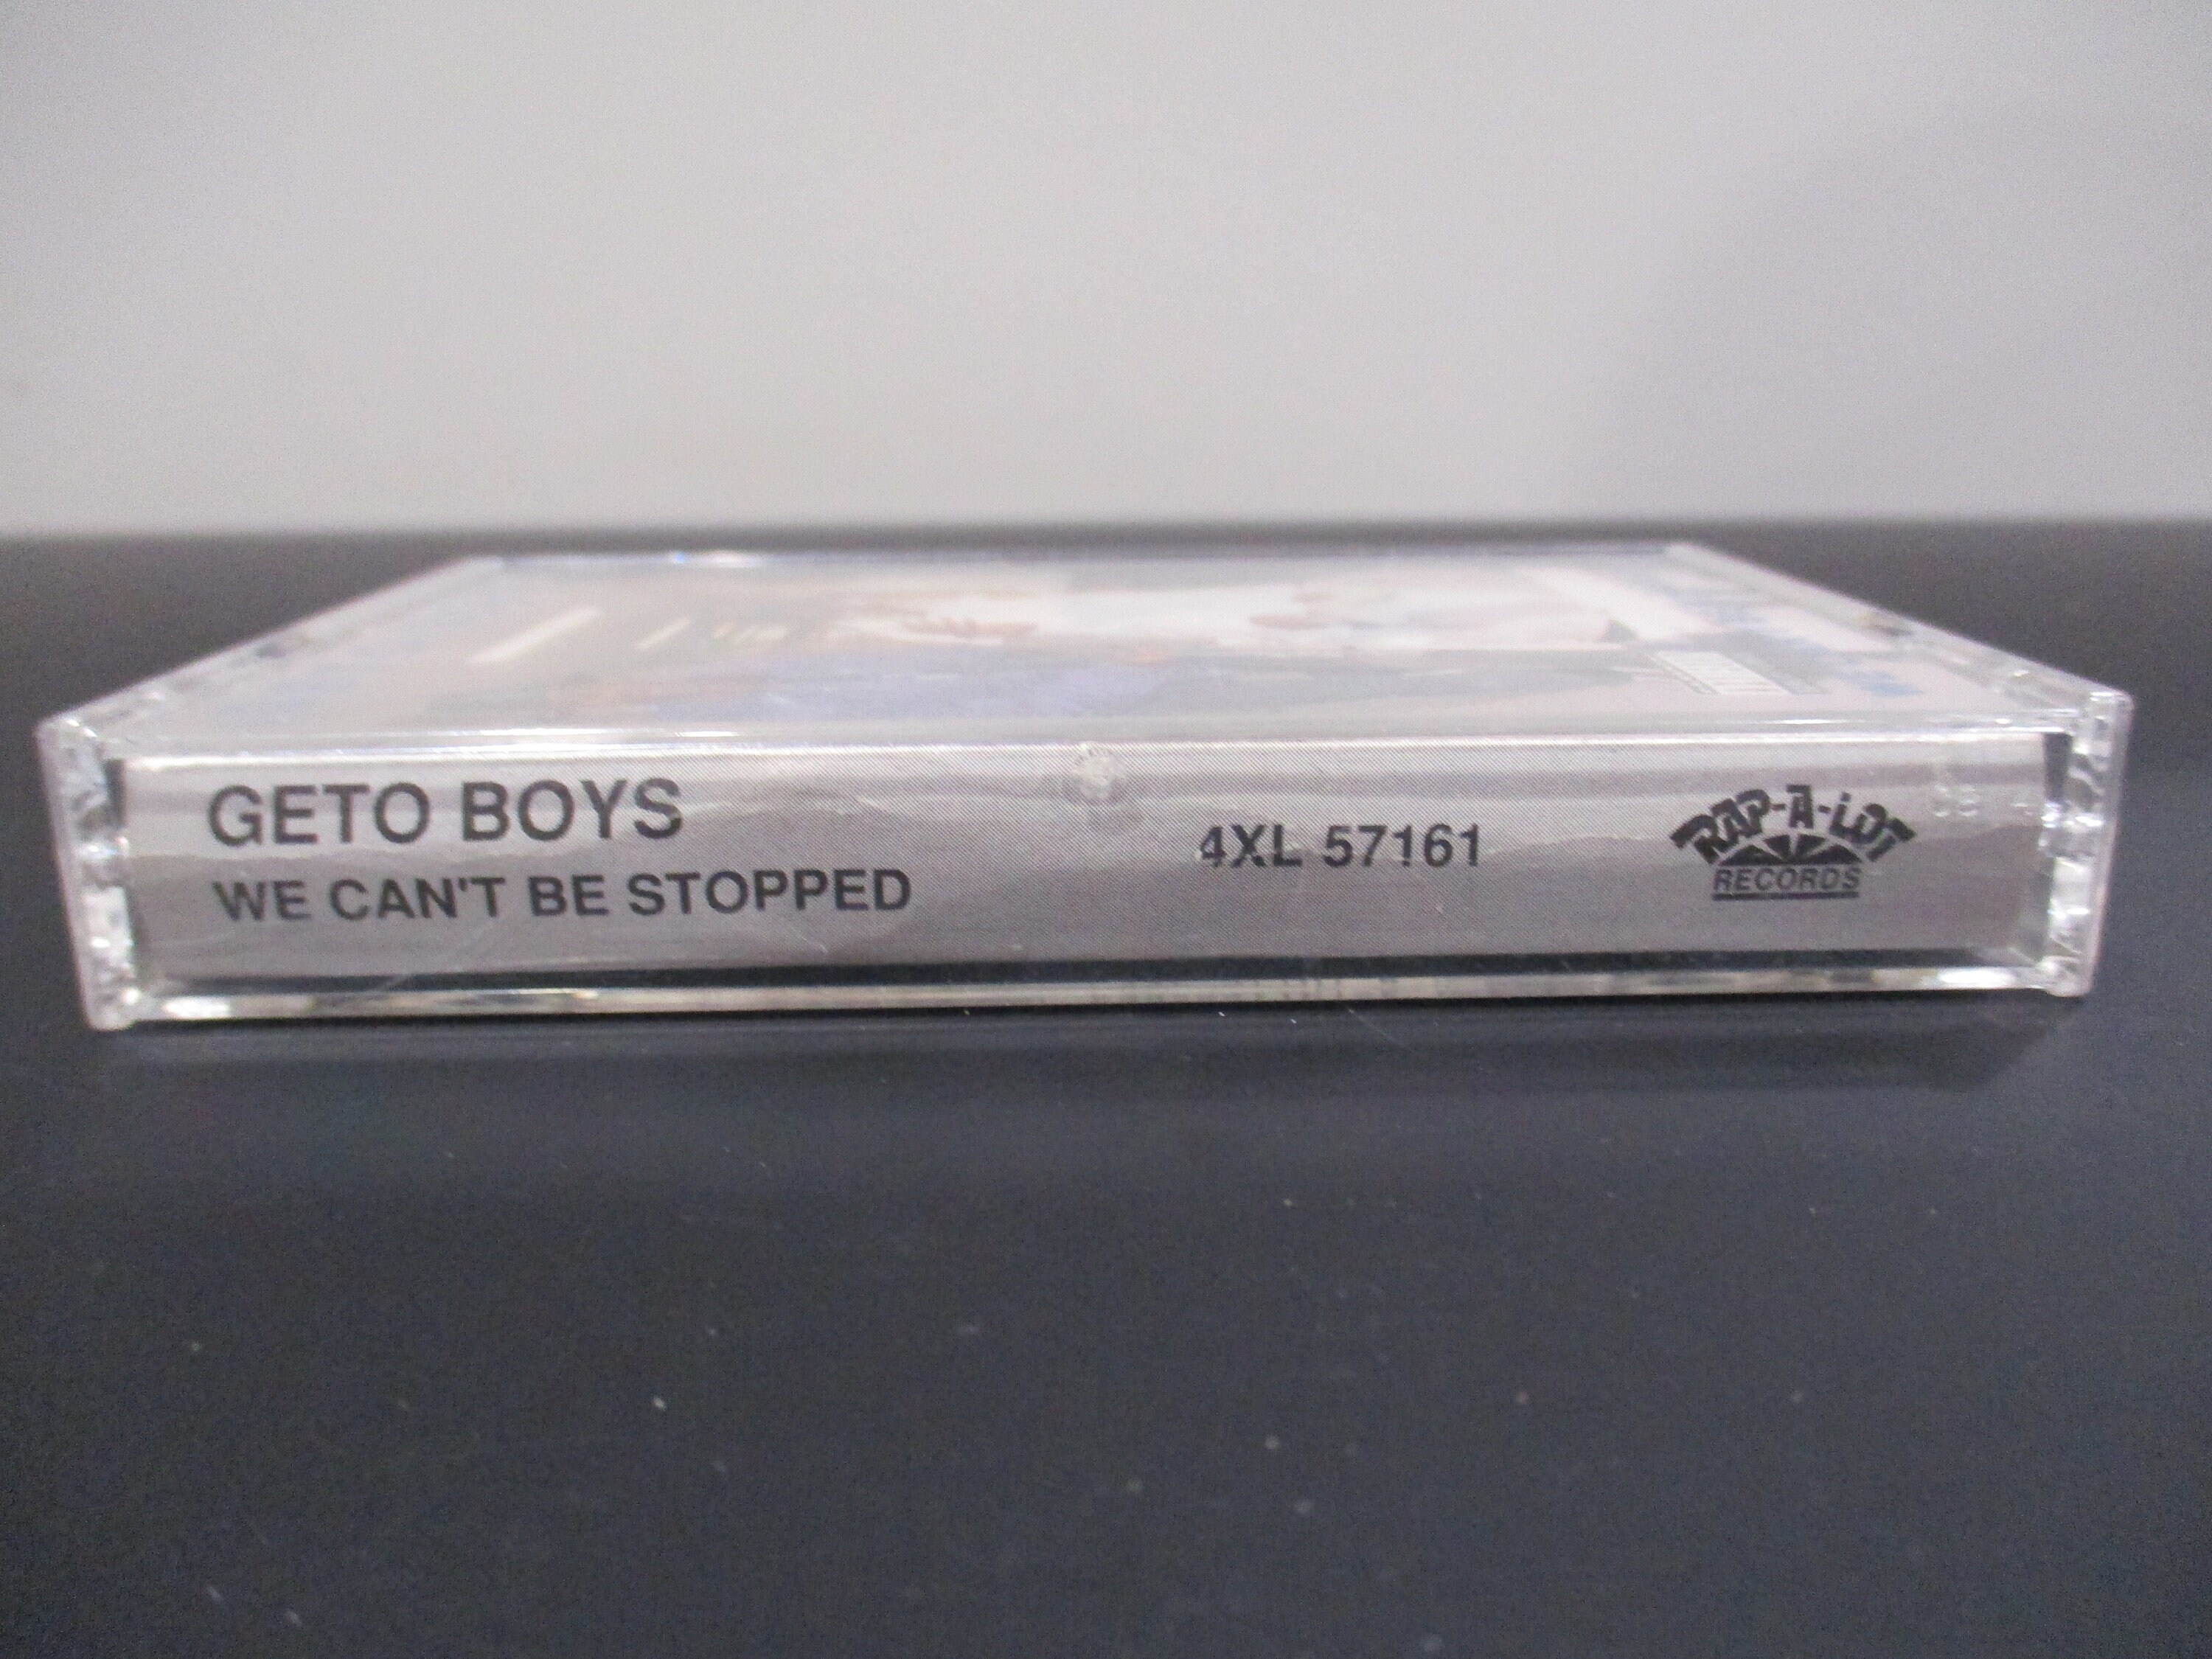 GETO BOYS
WE CAN'T BE STOPPED
4XL 57161
RAP-A-LOT
RECORDS